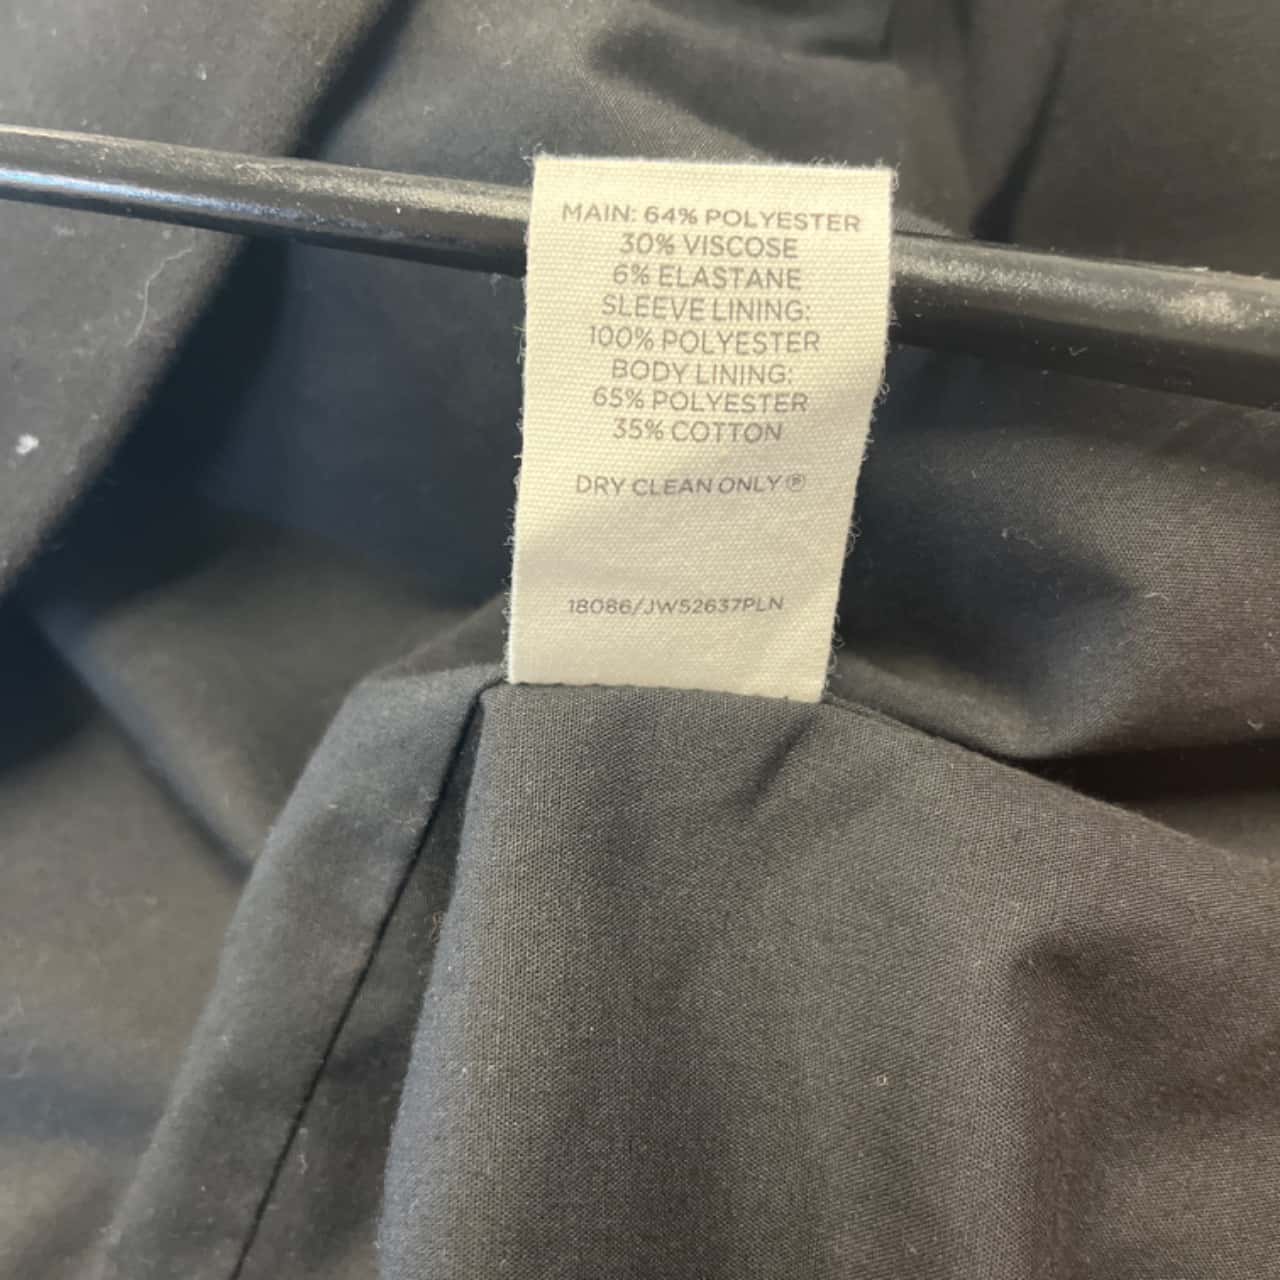 MAIN: 64% POLYESTER
30% VISCOSE
6% ELASTANE
SLEEVE LINING:
100% POLYESTER
BODY LINING:
65% POLYESTER
35% COTTON
DRY CLEAN ONLY Ⓟ
18086/JW52637PLN